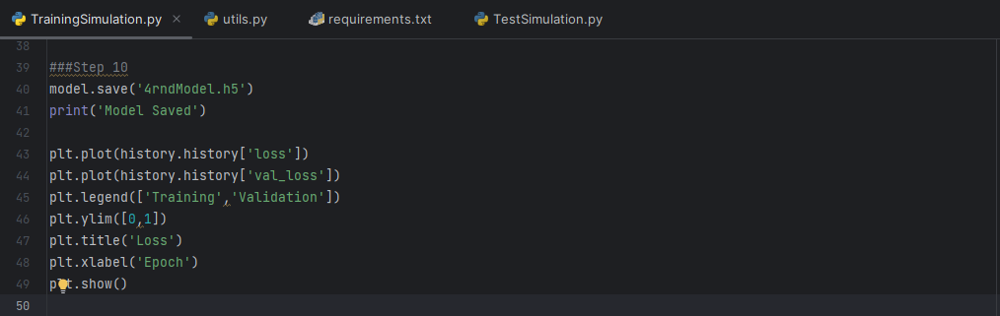 TrainingSimulation.py × utils.py requirements.txt TestSimulation.py
38
39 ###Step 10
40 model.save('4rndModel.h5')
41 print('Model Saved')
42
43 plt.plot(history.history['loss'])
44 plt.plot(history.history['val_loss'])
45 plt.legend(['Training','Validation'])
46 plt.ylim([0,1])
47 plt.title('Loss')
48 plt.xlabel('Epoch')
49 plt.show()
50